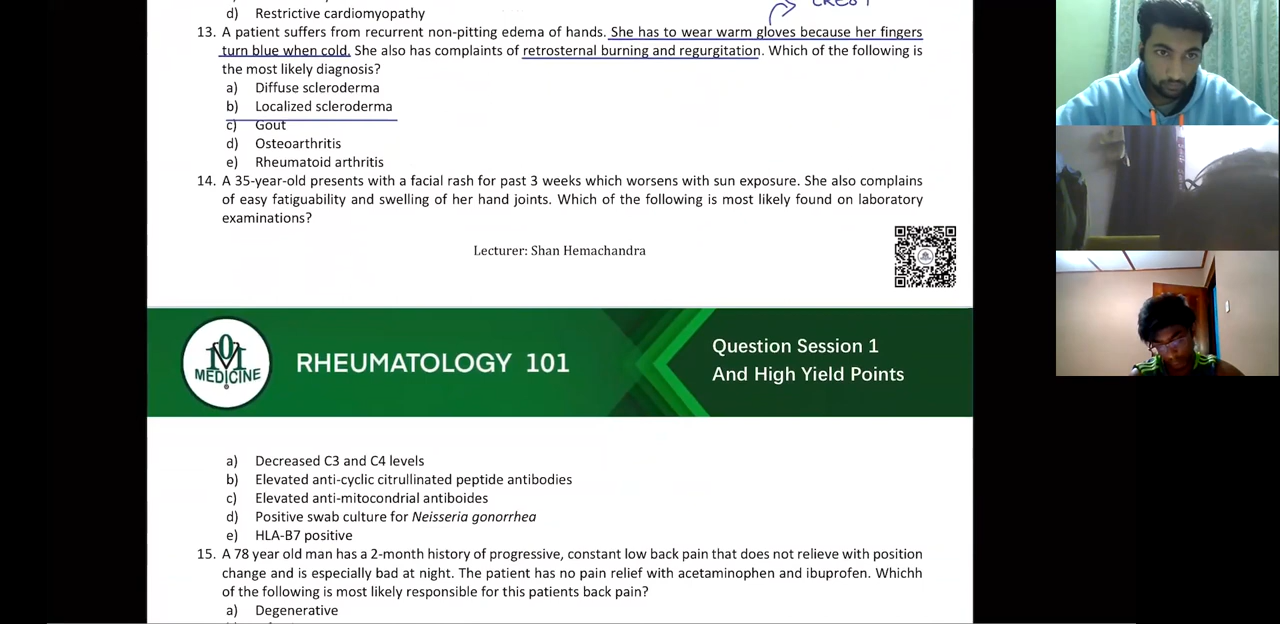 d) Restrictive cardiomyopathy
CREST
13. A patient suffers from recurrent non-pitting edema of hands. She has to wear warm gloves because her fingers
turn blue when cold. She also has complaints of retrosternal burning and regurgitation. Which of the following is
the most likely diagnosis?
a) Diffuse scleroderma
b) Localized scleroderma
c) Gout
d) Osteoarthritis
e) Rheumatoid arthritis
14. A 35-year-old presents with a facial rash for past 3 weeks which worsens with sun exposure. She also complains
of easy fatiguability and swelling of her hand joints. Which of the following is most likely found on laboratory
examinations?
Lecturer: Shan Hemachandra
MEDICINE
RHEUMATOLOGY 101
Question Session 1
And High Yield Points
a) Decreased C3 and C4 levels
b) Elevated anti-cyclic citrullinated peptide antibodies
c) Elevated anti-mitocondrial antiboides
d) Positive swab culture for Neisseria gonorrhea
e) HLA-B7 positive
15. A 78 year old man has a 2-month history of progressive, constant low back pain that does not relieve with position
change and is especially bad at night. The patient has no pain relief with acetaminophen and ibuprofen. Whichh
of the following is most likely responsible for this patients back pain?
a) Degenerative